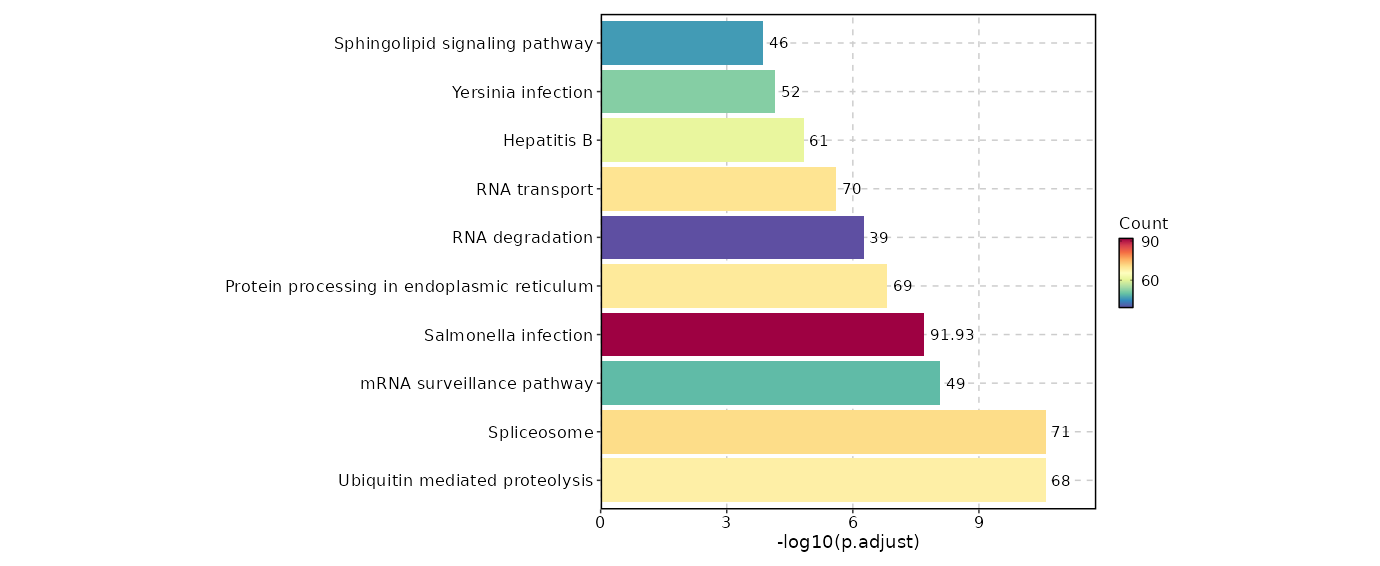 Sphingolipid signaling pathway 46
Yersinia infection 52
Hepatitis B 61
RNA transport 70
RNA degradation 39
Protein processing in endoplasmic reticulum 69
Salmonella infection 91.93
mRNA surveillance pathway 49
Spliceosome 71
Ubiquitin mediated proteolysis 68
0 3 6 9
-log10(p.adjust)
Count
90
60